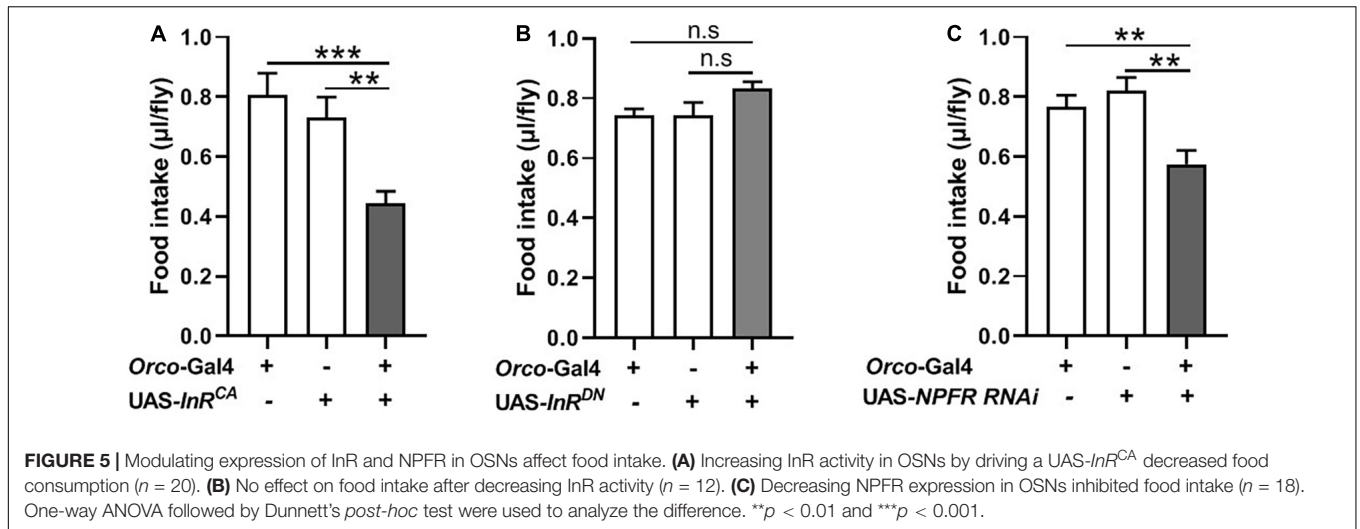 A
***
**
1.0
0.8
0.6
0.4
0.2
0.0
Food intake (µl/fly)
Orco-Gal4 + - +
UAS-InR^CA - + +
B
n.s
n.s
1.0
0.8
0.6
0.4
0.2
0.0
Food intake (µl/fly)
Orco-Gal4 + - +
UAS-InR^DN - + +
C
**
**
1.0
0.8
0.6
0.4
0.2
0.0
Food intake (µl/fly)
Orco-Gal4 + - +
UAS-NPFR RNAi - + +
FIGURE 5 | Modulating expression of InR and NPFR in OSNs affect food intake. (A) Increasing InR activity in OSNs by driving a UAS-InR^CA decreased food
consumption (n = 20). (B) No effect on food intake after decreasing InR activity (n = 12). (C) Decreasing NPFR expression in OSNs inhibited food intake (n = 18).
One-way ANOVA followed by Dunnett's post-hoc test were used to analyze the difference. **p < 0.01 and ***p < 0.001.